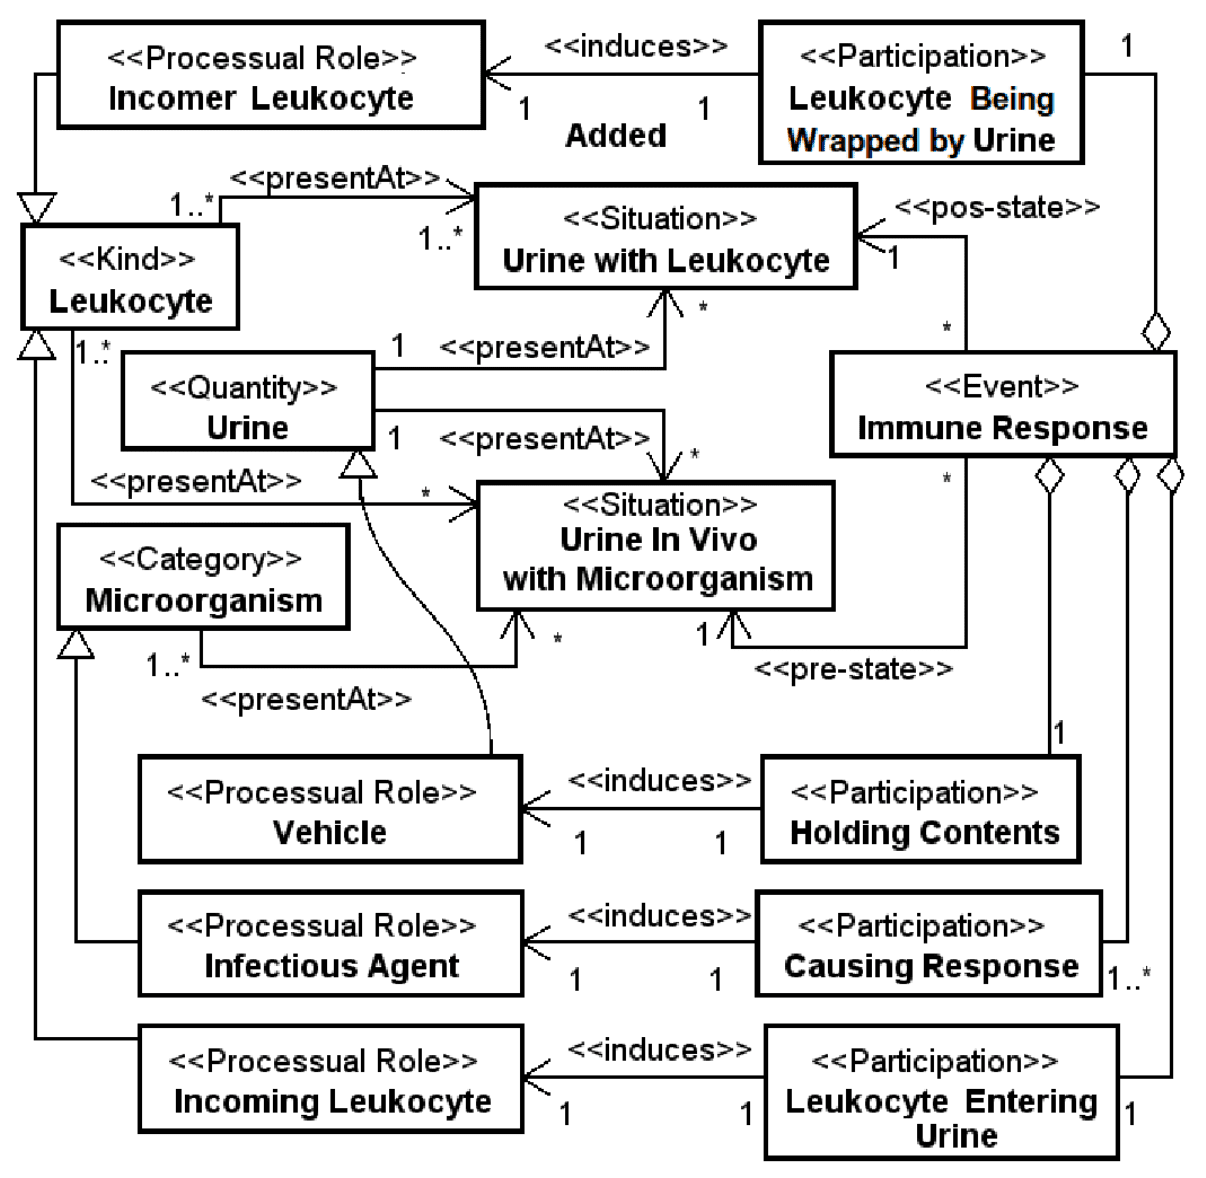 <<Processual Role>>
Incomer Leukocyte
<<induces>>
1
1
Added
<<Participation>>
Leukocyte Being
Wrapped by Urine
1
<<presentAt>>
1..*
1..*
<<Situation>>
Urine with Leukocyte
<<pos-state>>
1
*
<<Kind>>
Leukocyte
1..*
*
<<presentAt>>
1
<<Quantity>>
Urine
1
<<presentAt>>
*
<<Event>>
Immune Response
*
<<presentAt>>
*
<<Situation>>
Urine In Vivo
with Microorganism
<<Category>>
Microorganism
1..*
*
<<presentAt>>
1
<<pre-state>>
1
<<Processual Role>>
Vehicle
<<induces>>
1
1
<<Participation>>
Holding Contents
<<Processual Role>>
Infectious Agent
<<induces>>
1
1
<<Participation>>
Causing Response
1..*
<<Processual Role>>
Incoming Leukocyte
<<induces>>
1
1
<<Participation>>
Leukocyte Entering
Urine
1